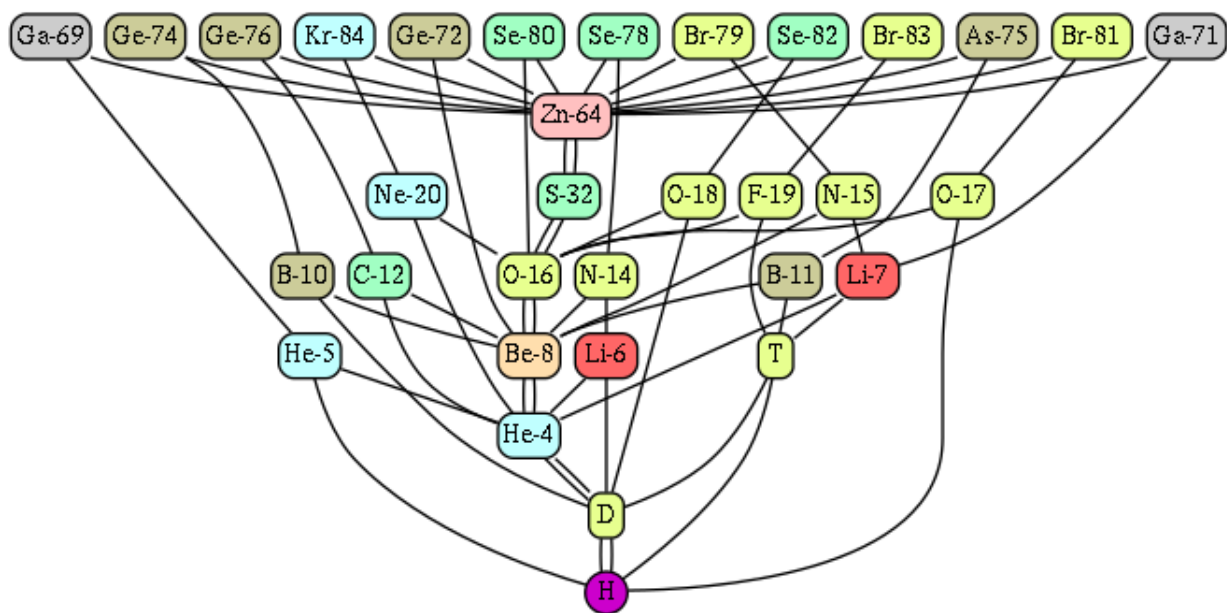 Ga-69 Ge-74 Ge-76 Kr-84 Ge-72 Se-80 Se-78 Br-79 Se-82 Br-83 As-75 Br-81 Ga-71
Zn-64
Ne-20 S-32 O-18 F-19 N-15 O-17
B-10 C-12 O-16 N-14 B-11 Li-7
He-5 Be-8 Li-6 T
He-4
D
H